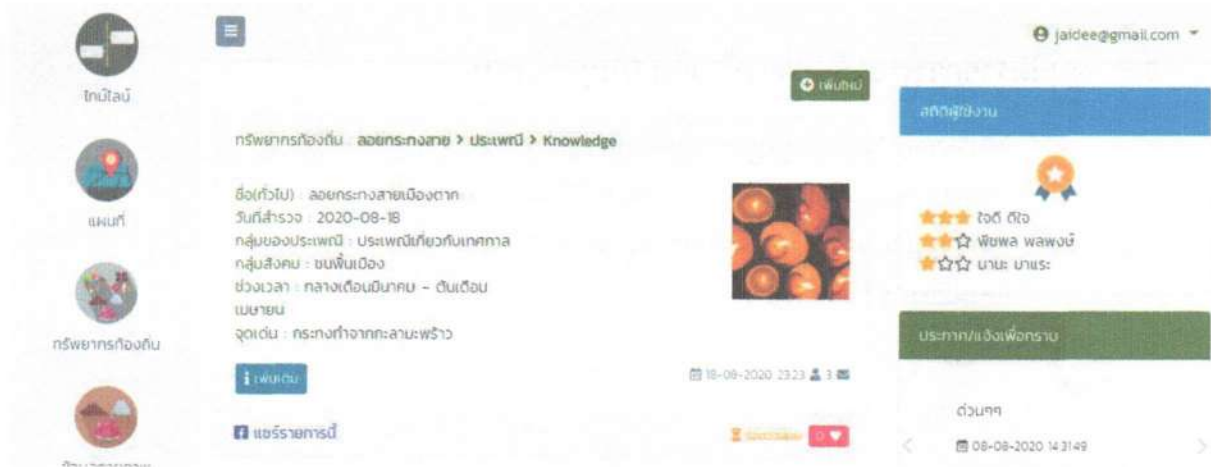 ไทม์ไลน์
แผนที่
ทรัพยากรท้องถิ่น
jaidee@gmail.com
เพิ่มใหม่
ทรัพยากรท้องถิ่น : ลอยกระทงสาย > ประเพณี > Knowledge
ชื่อ(ทั่วไป) : ลอยกระทงสายเมืองตาก
วันที่สำรวจ : 2020-08-18
กลุ่มของประเพณี : ประเพณีเกี่ยวกับเทศกาล
กลุ่มสังคม : ชนพื้นเมือง
ช่วงเวลา : กลางเดือนมีนาคม - ต้นเดือน
เมษายน
จุดเด่น : กระทงทำจากกะลามะพร้าว
เพิ่มเติม
18-08-2020 23:23 3
แชร์รายการนี้
0
สถิติผู้ใช้งาน
ใจดี ดีใจ
พืชพล พลพงษ์
มานะ มาแระ
ประกาศ/แจ้งเพื่อทราบ
ด่วนๆๆ
08-08-2020 14:31:49